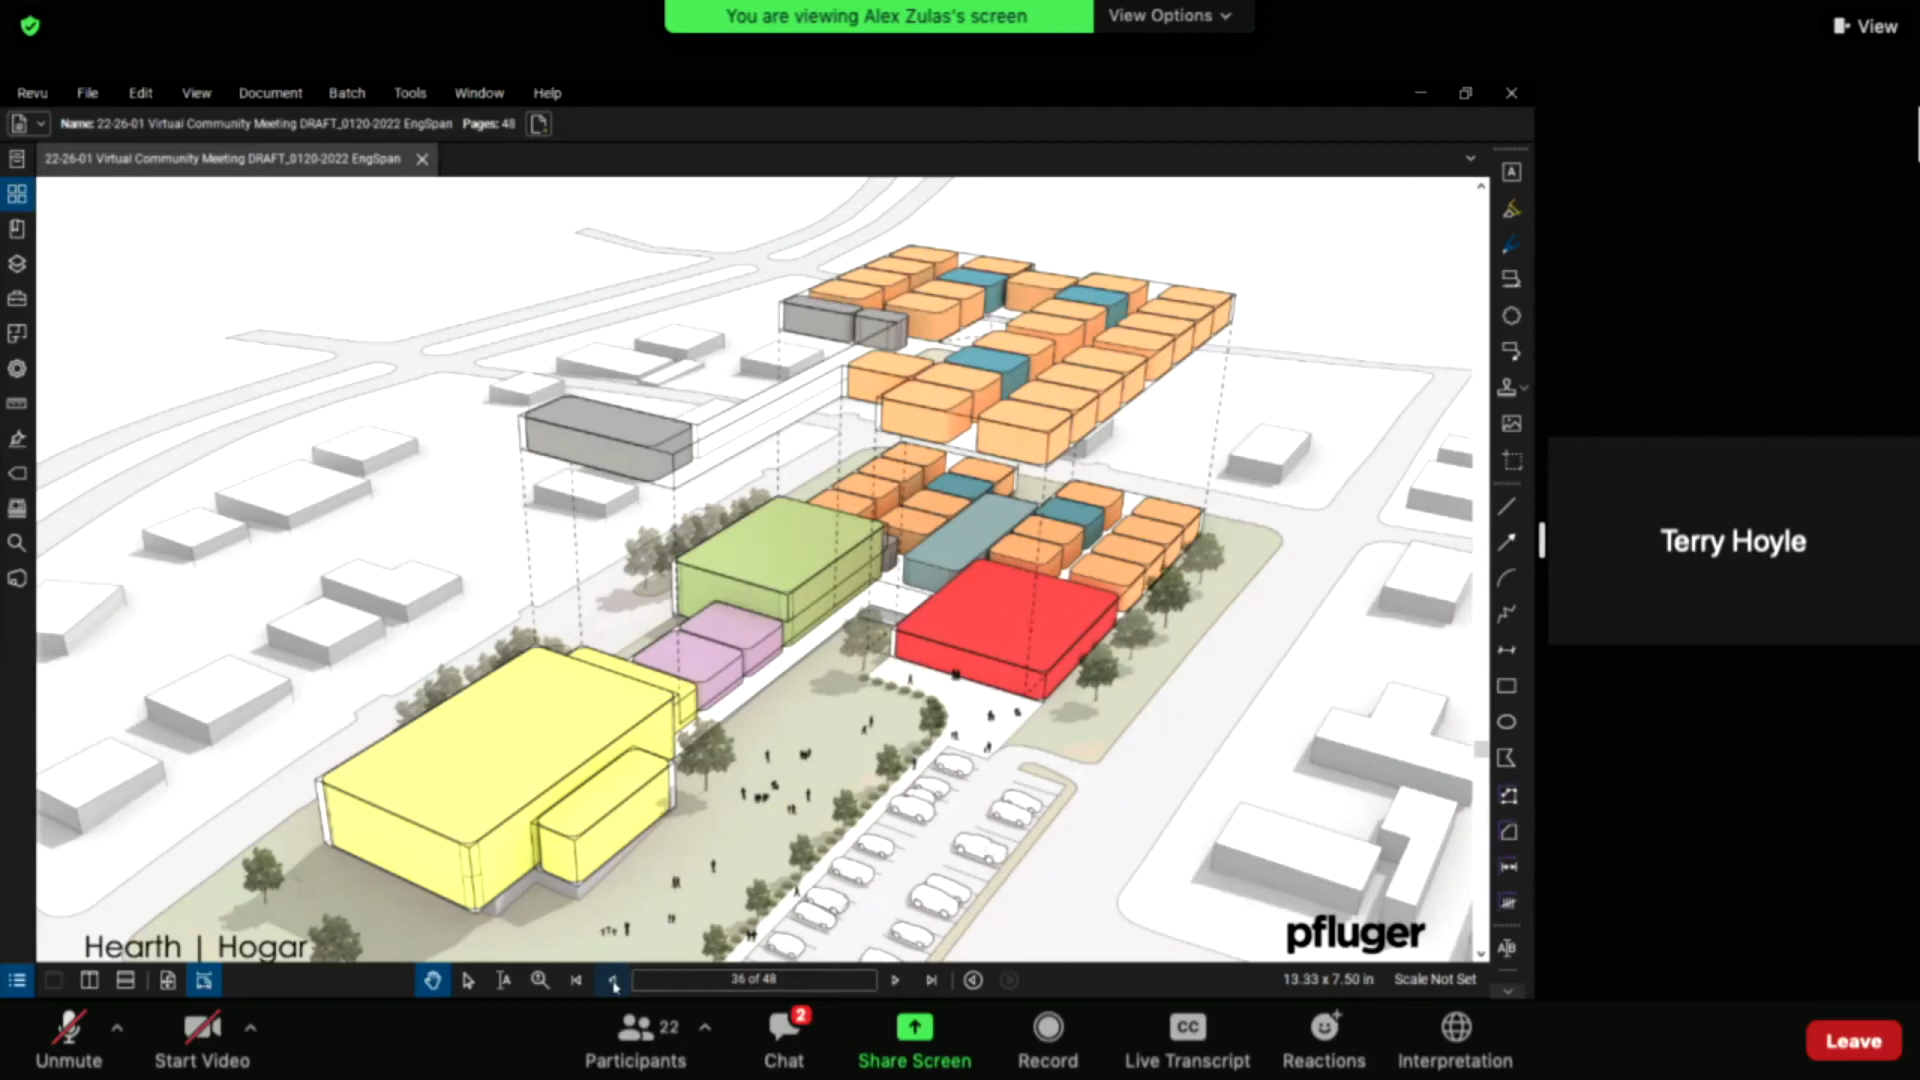 You are viewing Alex Zulas's screen
View Options
View
Revu File Edit View Document Batch Tools Window Help
Name: 22-26-01 Virtual Community Meeting DRAFT_0120-2022 EngSpan Pages: 48
22-26-01 Virtual Community Meeting DRAFT_0120-2022 EngSpan
Terry Hoyle
Hearth | Hogar
pfluger
36 of 48
13.33 x 7.50 in
Scale Not Set
Unmute
Start Video
22
Participants
2
Chat
Share Screen
Record
CC
Live Transcript
Reactions
Interpretation
Leave